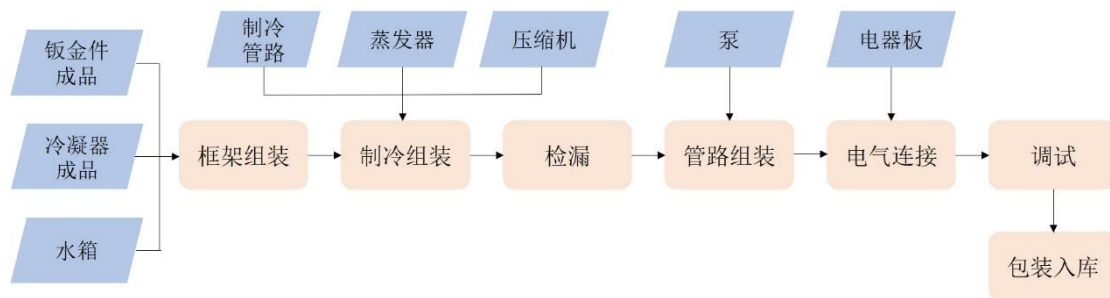 制冷
管路
蒸发器
压缩机
泵
电器板
钣金件
成品
冷凝器
成品
水箱
框架组装
制冷组装
检漏
管路组装
电气连接
调试
包装入库